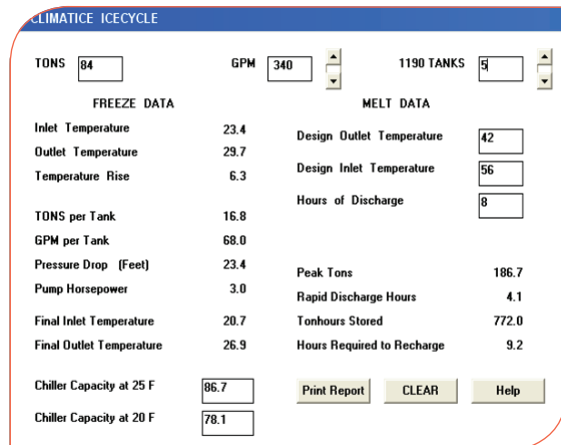 CLIMATICE ICECYCLE
TONS 84 GPM 340 1190 TANKS 5
FREEZE DATA MELT DATA
Inlet Temperature 23.4
Outlet Temperature 29.7
Temperature Rise 6.3
Design Outlet Temperature 42
Design Inlet Temperature 56
Hours of Discharge 8
TONS per Tank 16.8
GPM per Tank 68.0
Pressure Drop (Feet) 23.4
Pump Horsepower 3.0
Final Inlet Temperature 20.7
Final Outlet Temperature 26.9
Peak Tons 186.7
Rapid Discharge Hours 4.1
Tonhours Stored 772.0
Hours Required to Recharge 9.2
Chiller Capacity at 25 F 86.7
Chiller Capacity at 20 F 78.1
Print Report CLEAR Help